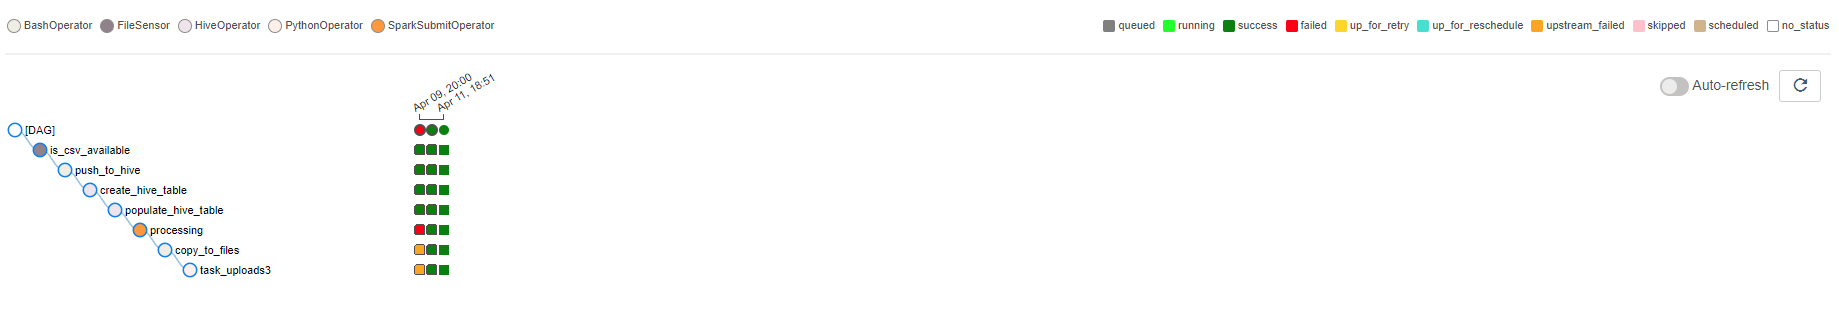 BashOperator FileSensor HiveOperator PythonOperator SparkSubmitOperator queued running success failed up_for_retry up_for_reschedule upstream_failed skipped scheduled no_status
Auto-refresh
Apr 09, 20:00
Apr 11, 18:51
[DAG]
is_csv_available
push_to_hive
create_hive_table
populate_hive_table
processing
copy_to_files
task_uploads3